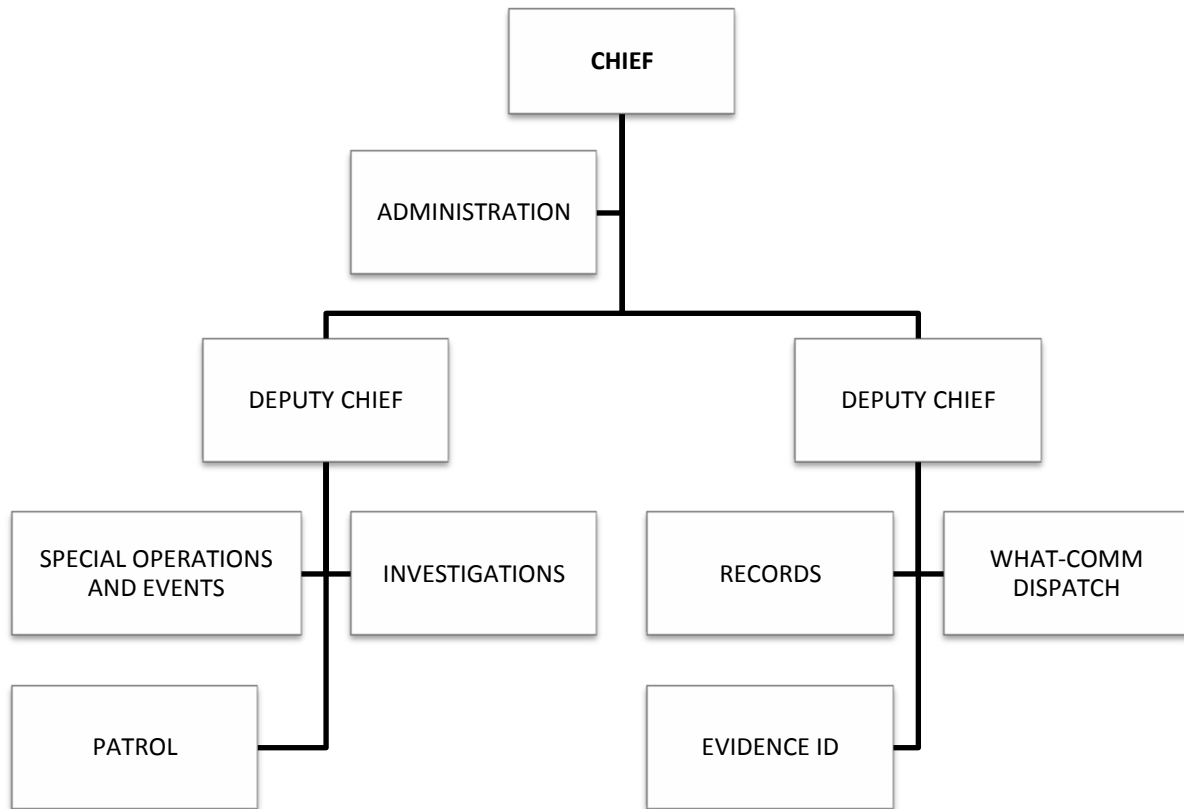 CHIEF
ADMINISTRATION
DEPUTY CHIEF
DEPUTY CHIEF
SPECIAL OPERATIONS
AND EVENTS
INVESTIGATIONS
RECORDS
WHAT-COMM
DISPATCH
PATROL
EVIDENCE ID